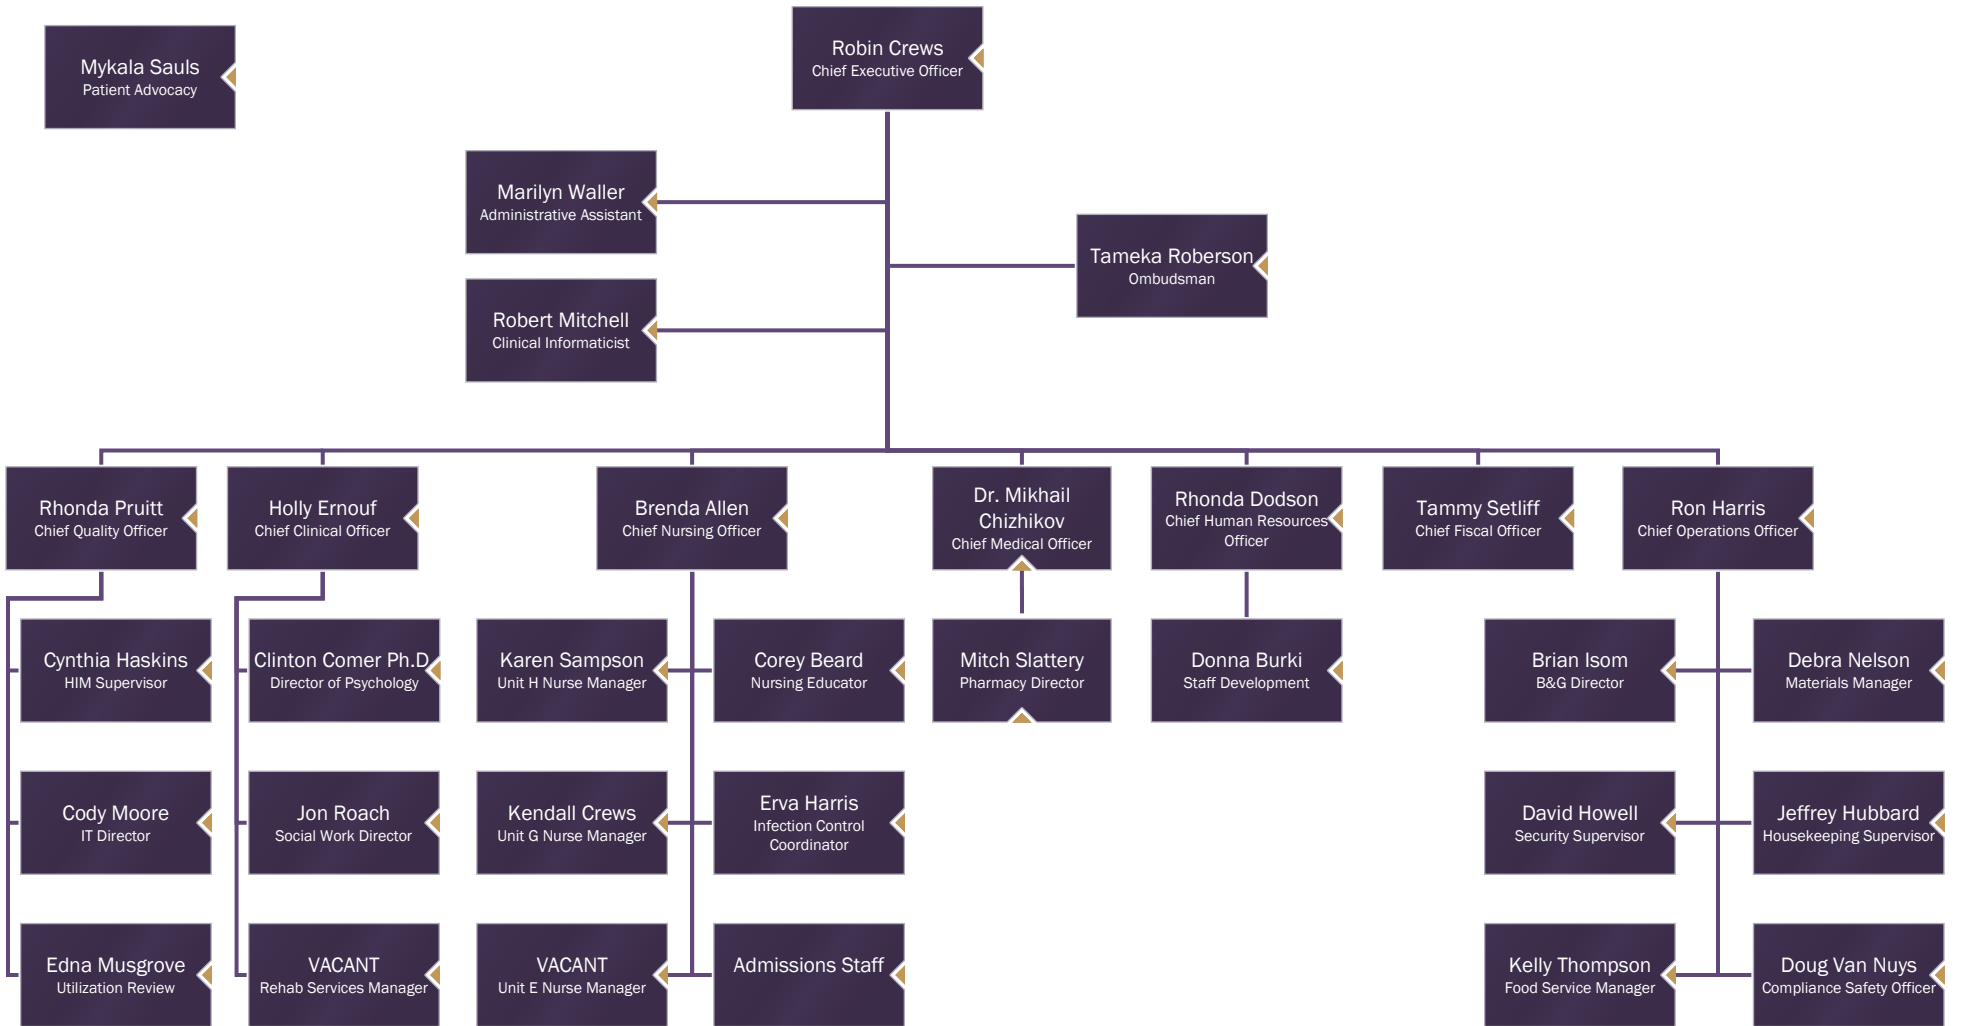 Mykala Sauls
Patient Advocacy
Robin Crews
Chief Executive Officer
Marilyn Waller
Administrative Assistant
Tameka Roberson
Ombudsman
Robert Mitchell
Clinical Informaticist
Rhonda Pruitt
Chief Quality Officer
Holly Ernouf
Chief Clinical Officer
Brenda Allen
Chief Nursing Officer
Dr. Mikhail
Chizhikov
Chief Medical Officer
Rhonda Dodson
Chief Human Resources
Officer
Tammy Setliff
Chief Fiscal Officer
Ron Harris
Chief Operations Officer
Cynthia Haskins
HIM Supervisor
Clinton Comer Ph.D
Director of Psychology
Karen Sampson
Unit H Nurse Manager
Corey Beard
Nursing Educator
Mitch Slattery
Pharmacy Director
Donna Burki
Staff Development
Brian Isom
B&G Director
Debra Nelson
Materials Manager
Cody Moore
IT Director
Jon Roach
Social Work Director
Kendall Crews
Unit G Nurse Manager
Erva Harris
Infection Control
Coordinator
David Howell
Security Supervisor
Jeffrey Hubbard
Housekeeping Supervisor
Edna Musgrove
Utilization Review
VACANT
Rehab Services Manager
VACANT
Unit E Nurse Manager
Admissions Staff
Kelly Thompson
Food Service Manager
Doug Van Nuys
Compliance Safety Officer